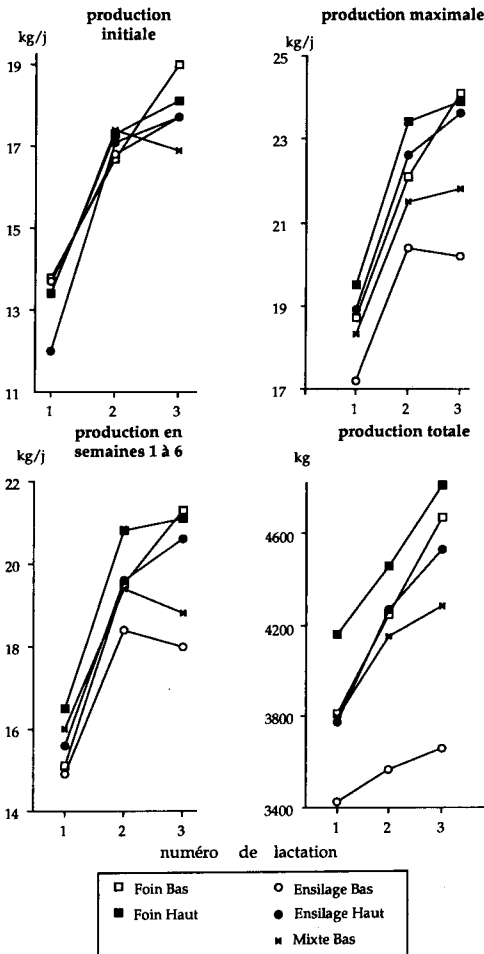 production
initiale
kg/j
19
17
15
13
11
1 2 3
production maximale
kg/j
25
23
21
19
17
1 2 3
production en
semaines 1 à 6
kg/j
22
20
18
16
14
1 2 3
production totale
kg
4600
4200
3800
3400
1 2 3
numéro de lactation
Foin Bas
Foin Haut
Ensilage Bas
Ensilage Haut
Mixte Bas